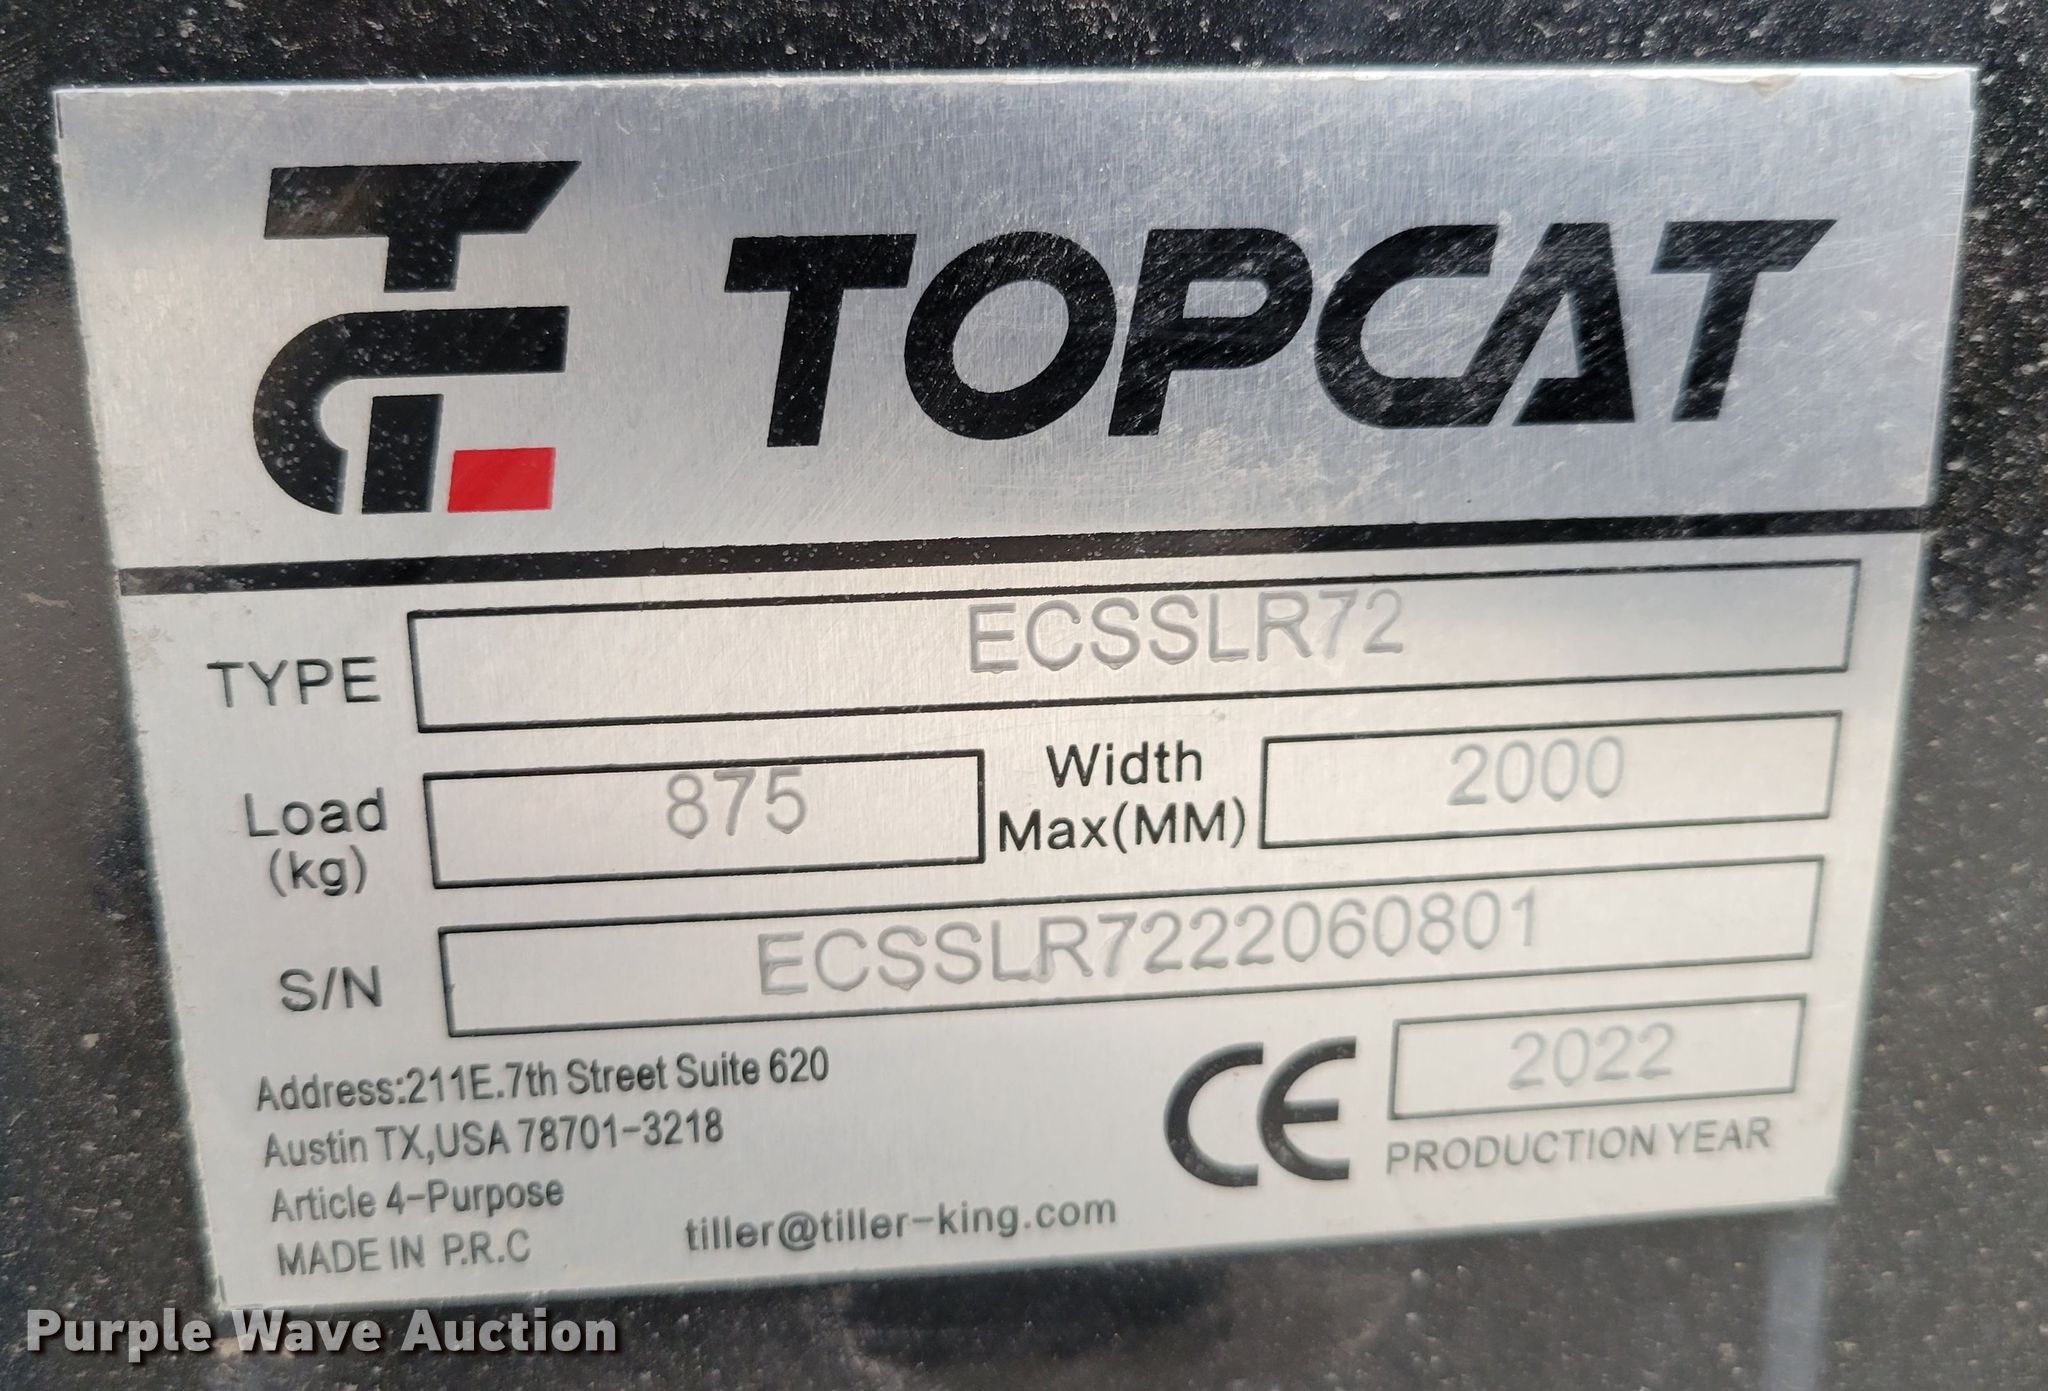 TC TOPCAT
TYPE ECSSLR72
Load (kg) 875 Width Max(MM) 2000
S/N ECSSLR7222060801
Address:211E.7th Street Suite 620
Austin TX,USA 78701-3218
Article 4-Purpose
MADE IN P.R.C
tiller@tiller-king.com
CE 2022
PRODUCTION YEAR
Purple Wave Auction